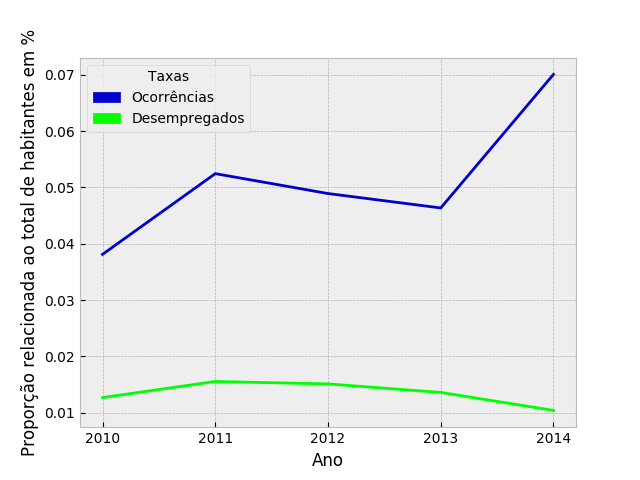 Proporção relacionada ao total de habitantes em %
0.07
0.06
0.05
0.04
0.03
0.02
0.01
Taxas
Ocorrências
Desempregados
2010 2011 2012 2013 2014
Ano